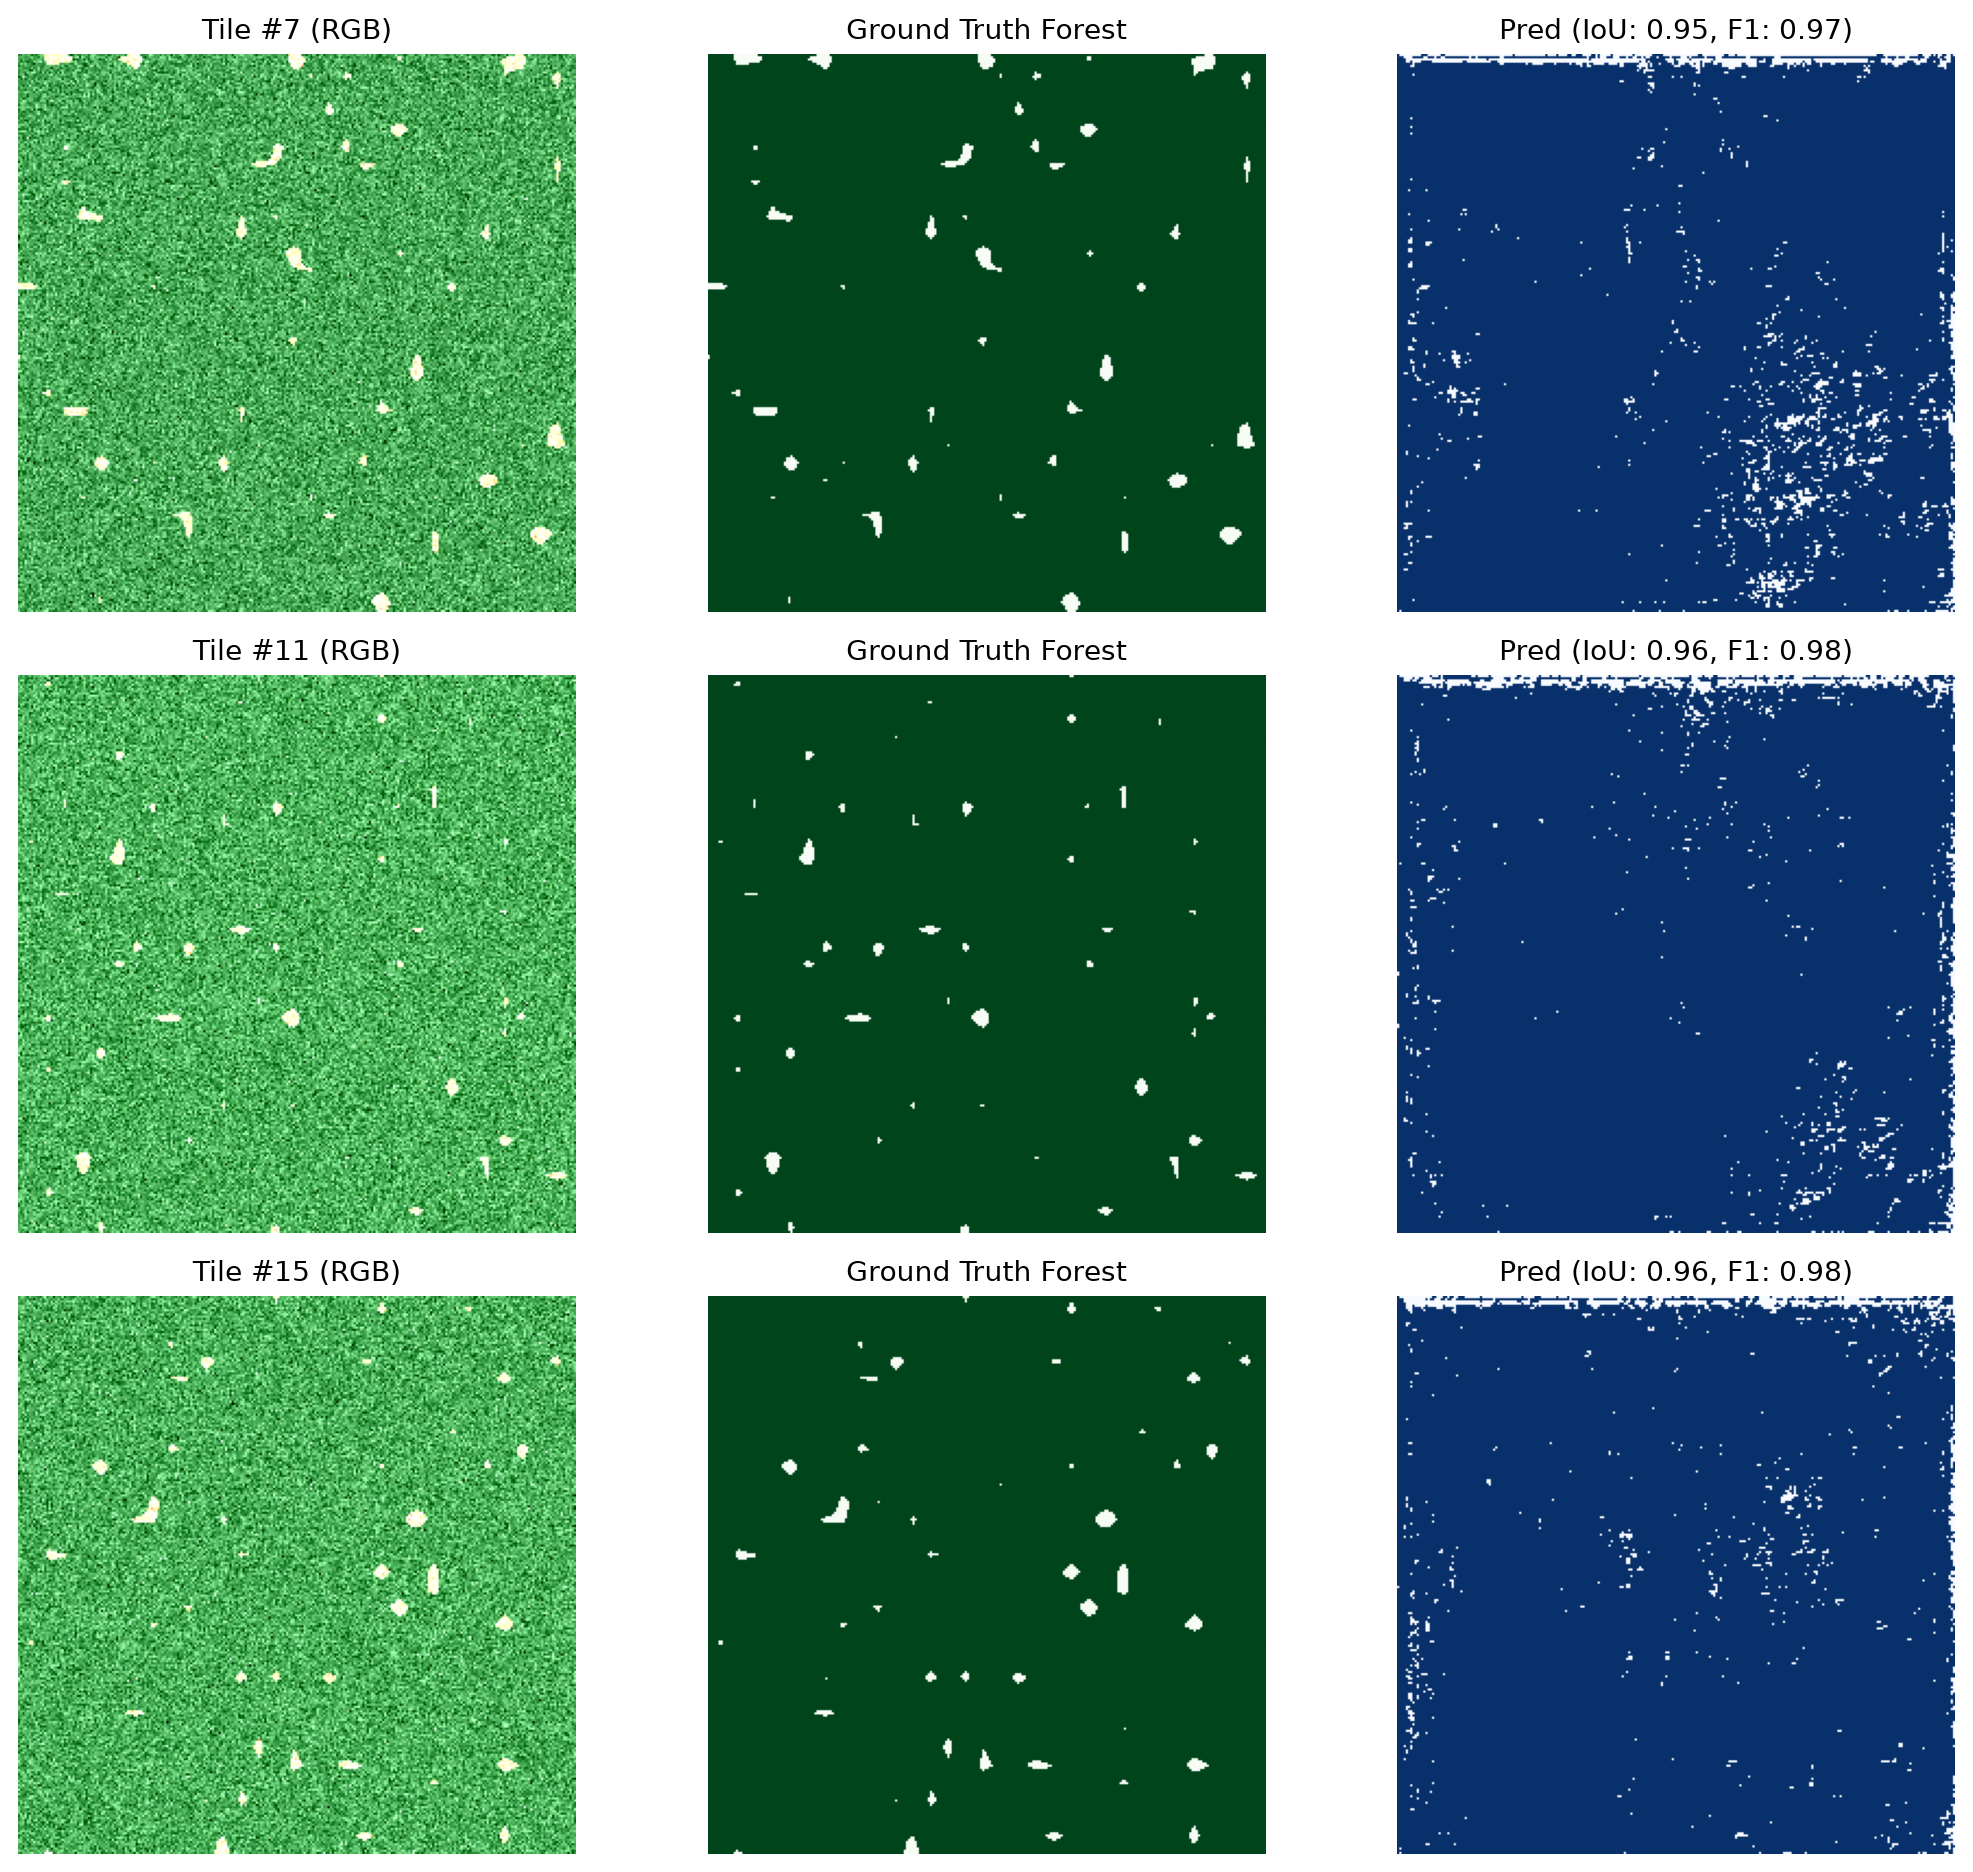 Tile #7 (RGB)
Ground Truth Forest
Pred (IoU: 0.95, F1: 0.97)
Tile #11 (RGB)
Ground Truth Forest
Pred (IoU: 0.96, F1: 0.98)
Tile #15 (RGB)
Ground Truth Forest
Pred (IoU: 0.96, F1: 0.98)